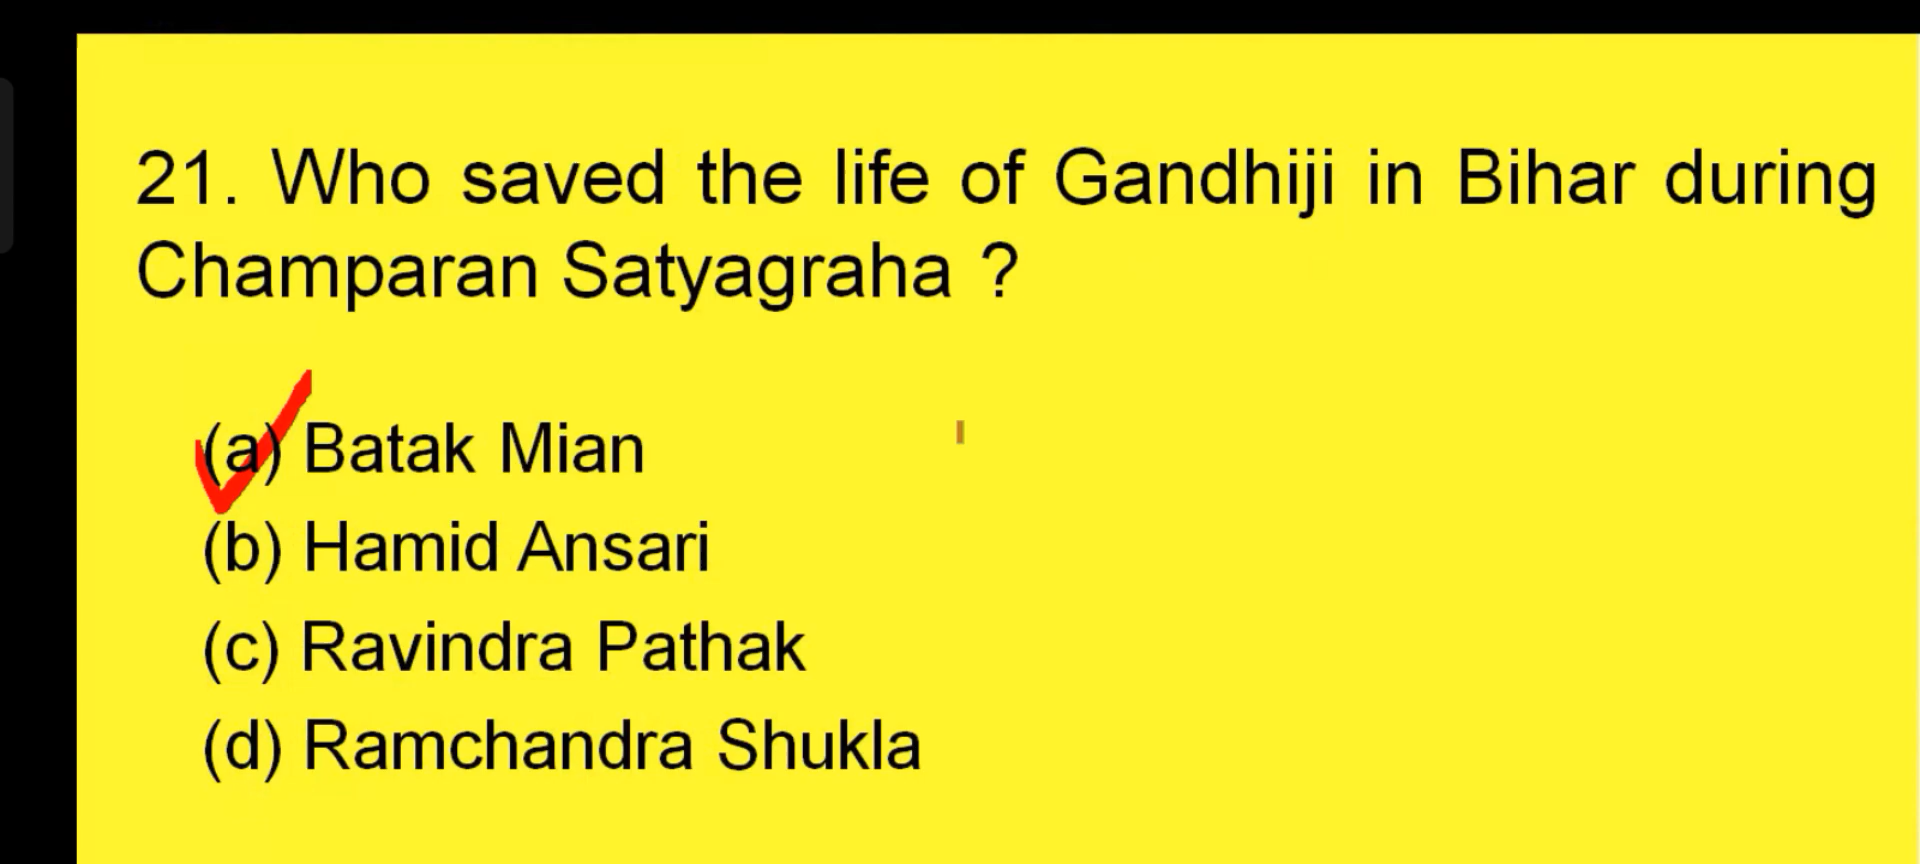 21. Who saved the life of Gandhiji in Bihar during
Champaran Satyagraha ?
(a) Batak Mian
(b) Hamid Ansari
(c) Ravindra Pathak
(d) Ramchandra Shukla